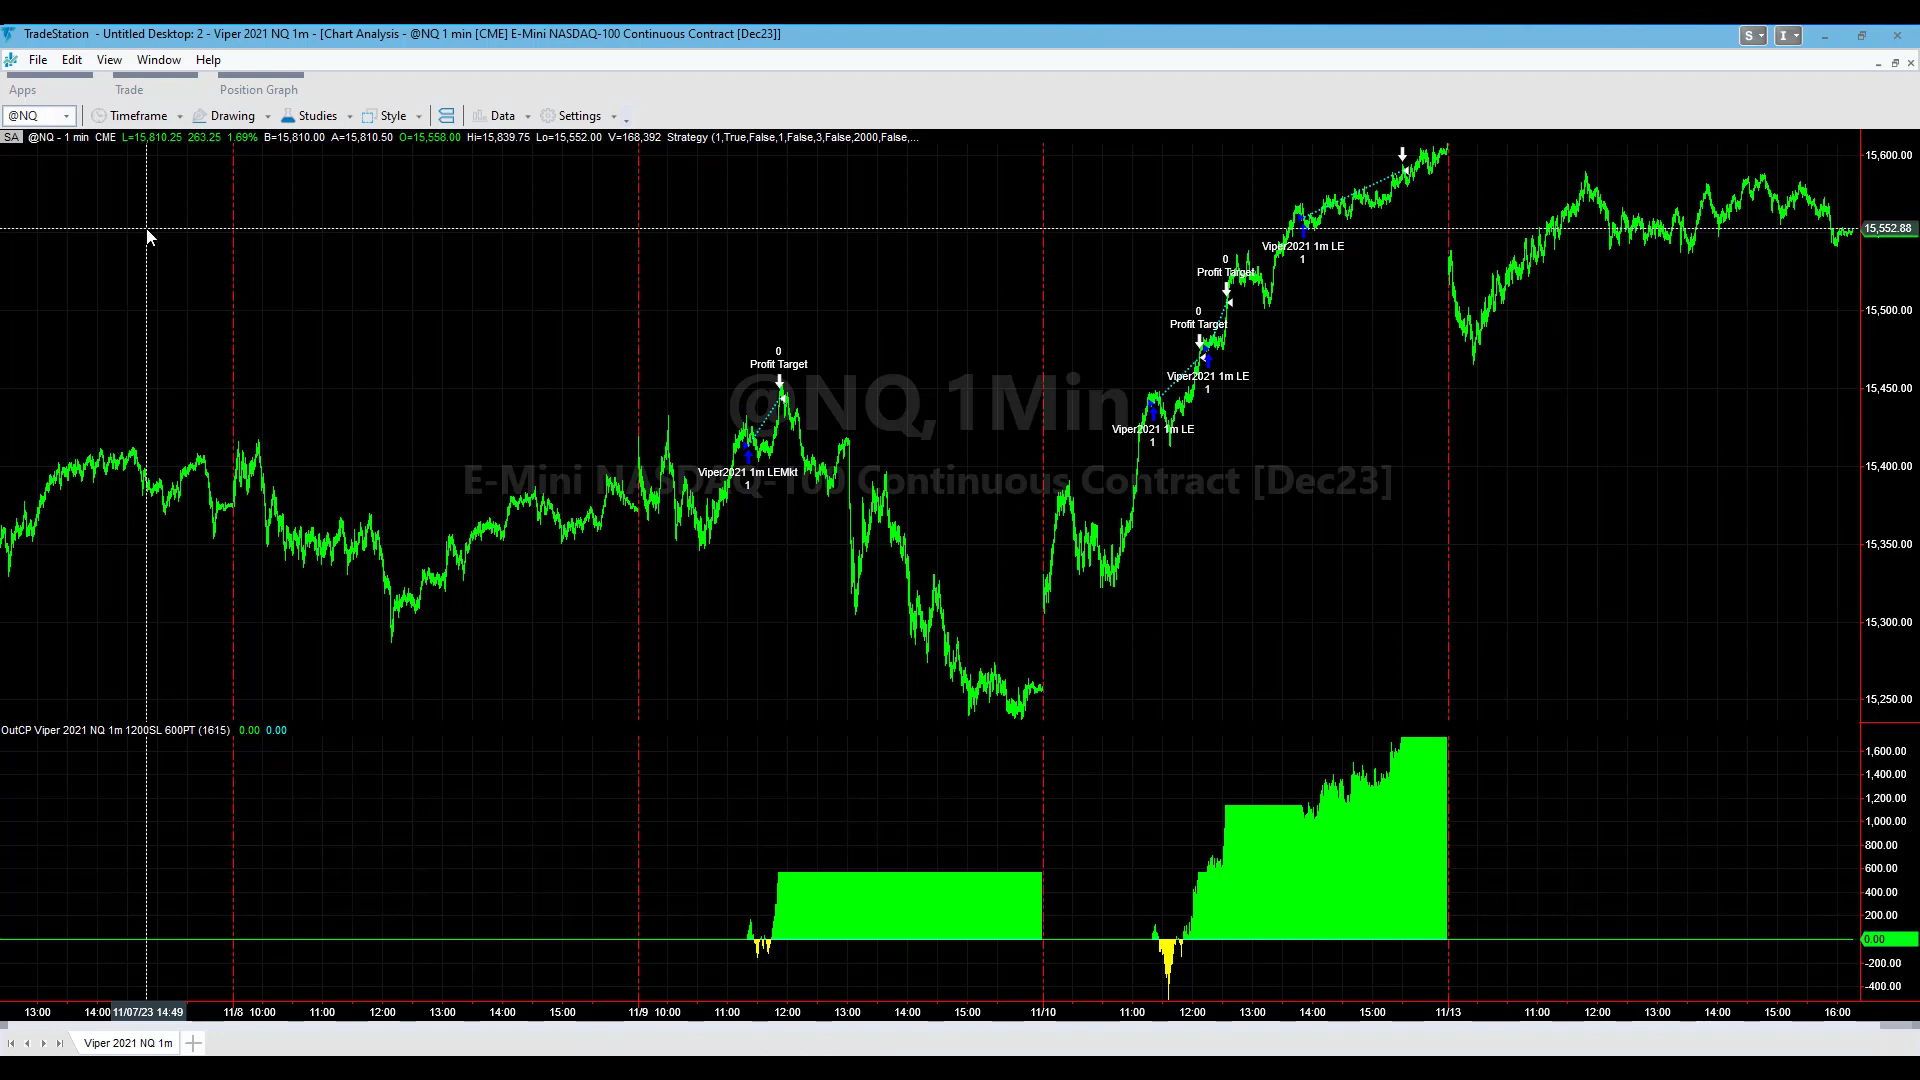 TradeStation - Untitled Desktop: 2 - Viper 2021 NQ 1m - [Chart Analysis - @NQ 1 min [CME] E-Mini NASDAQ-100 Continuous Contract [Dec23]]
S I
File Edit View Window Help
Apps Trade Position Graph
@NQ Timeframe Drawing Studies Style Data Settings
SA @NQ - 1 min CME L=15,810.25 263.25 1.69% B=15,810.00 A=15,810.50 O=15,558.00 Hi=15,839.75 Lo=15,552.00 V=168,392 Strategy (1,True,False,1,False,3,False,2000,False,...
15,600.00
15,552.88
Viper2021 1m LE
1
0
Profit Target
15,500.00
0
Profit Target
0
Profit Target
Viper2021 1m LE
1
15,450.00
@NQ,1Min
Viper2021 1m LE
1
15,400.00
Viper2021 1m LEMkt
1
E-Mini NASDAQ-100 Continuous Contract [Dec23]
15,350.00
15,300.00
15,250.00
OutCP Viper 2021 NQ 1m 1200SL 600PT (1615) 0.00 0.00
1,600.00
1,400.00
1,200.00
1,000.00
800.00
600.00
400.00
200.00
0.00
-200.00
-400.00
13:00 14:00 11/07/23 14:49 11/8 10:00 11:00 12:00 13:00 14:00 15:00 11/9 10:00 11:00 12:00 13:00 14:00 15:00 11/10 11:00 12:00 13:00 14:00 15:00 11/13 11:00 12:00 13:00 14:00 15:00 16:00
Viper 2021 NQ 1m